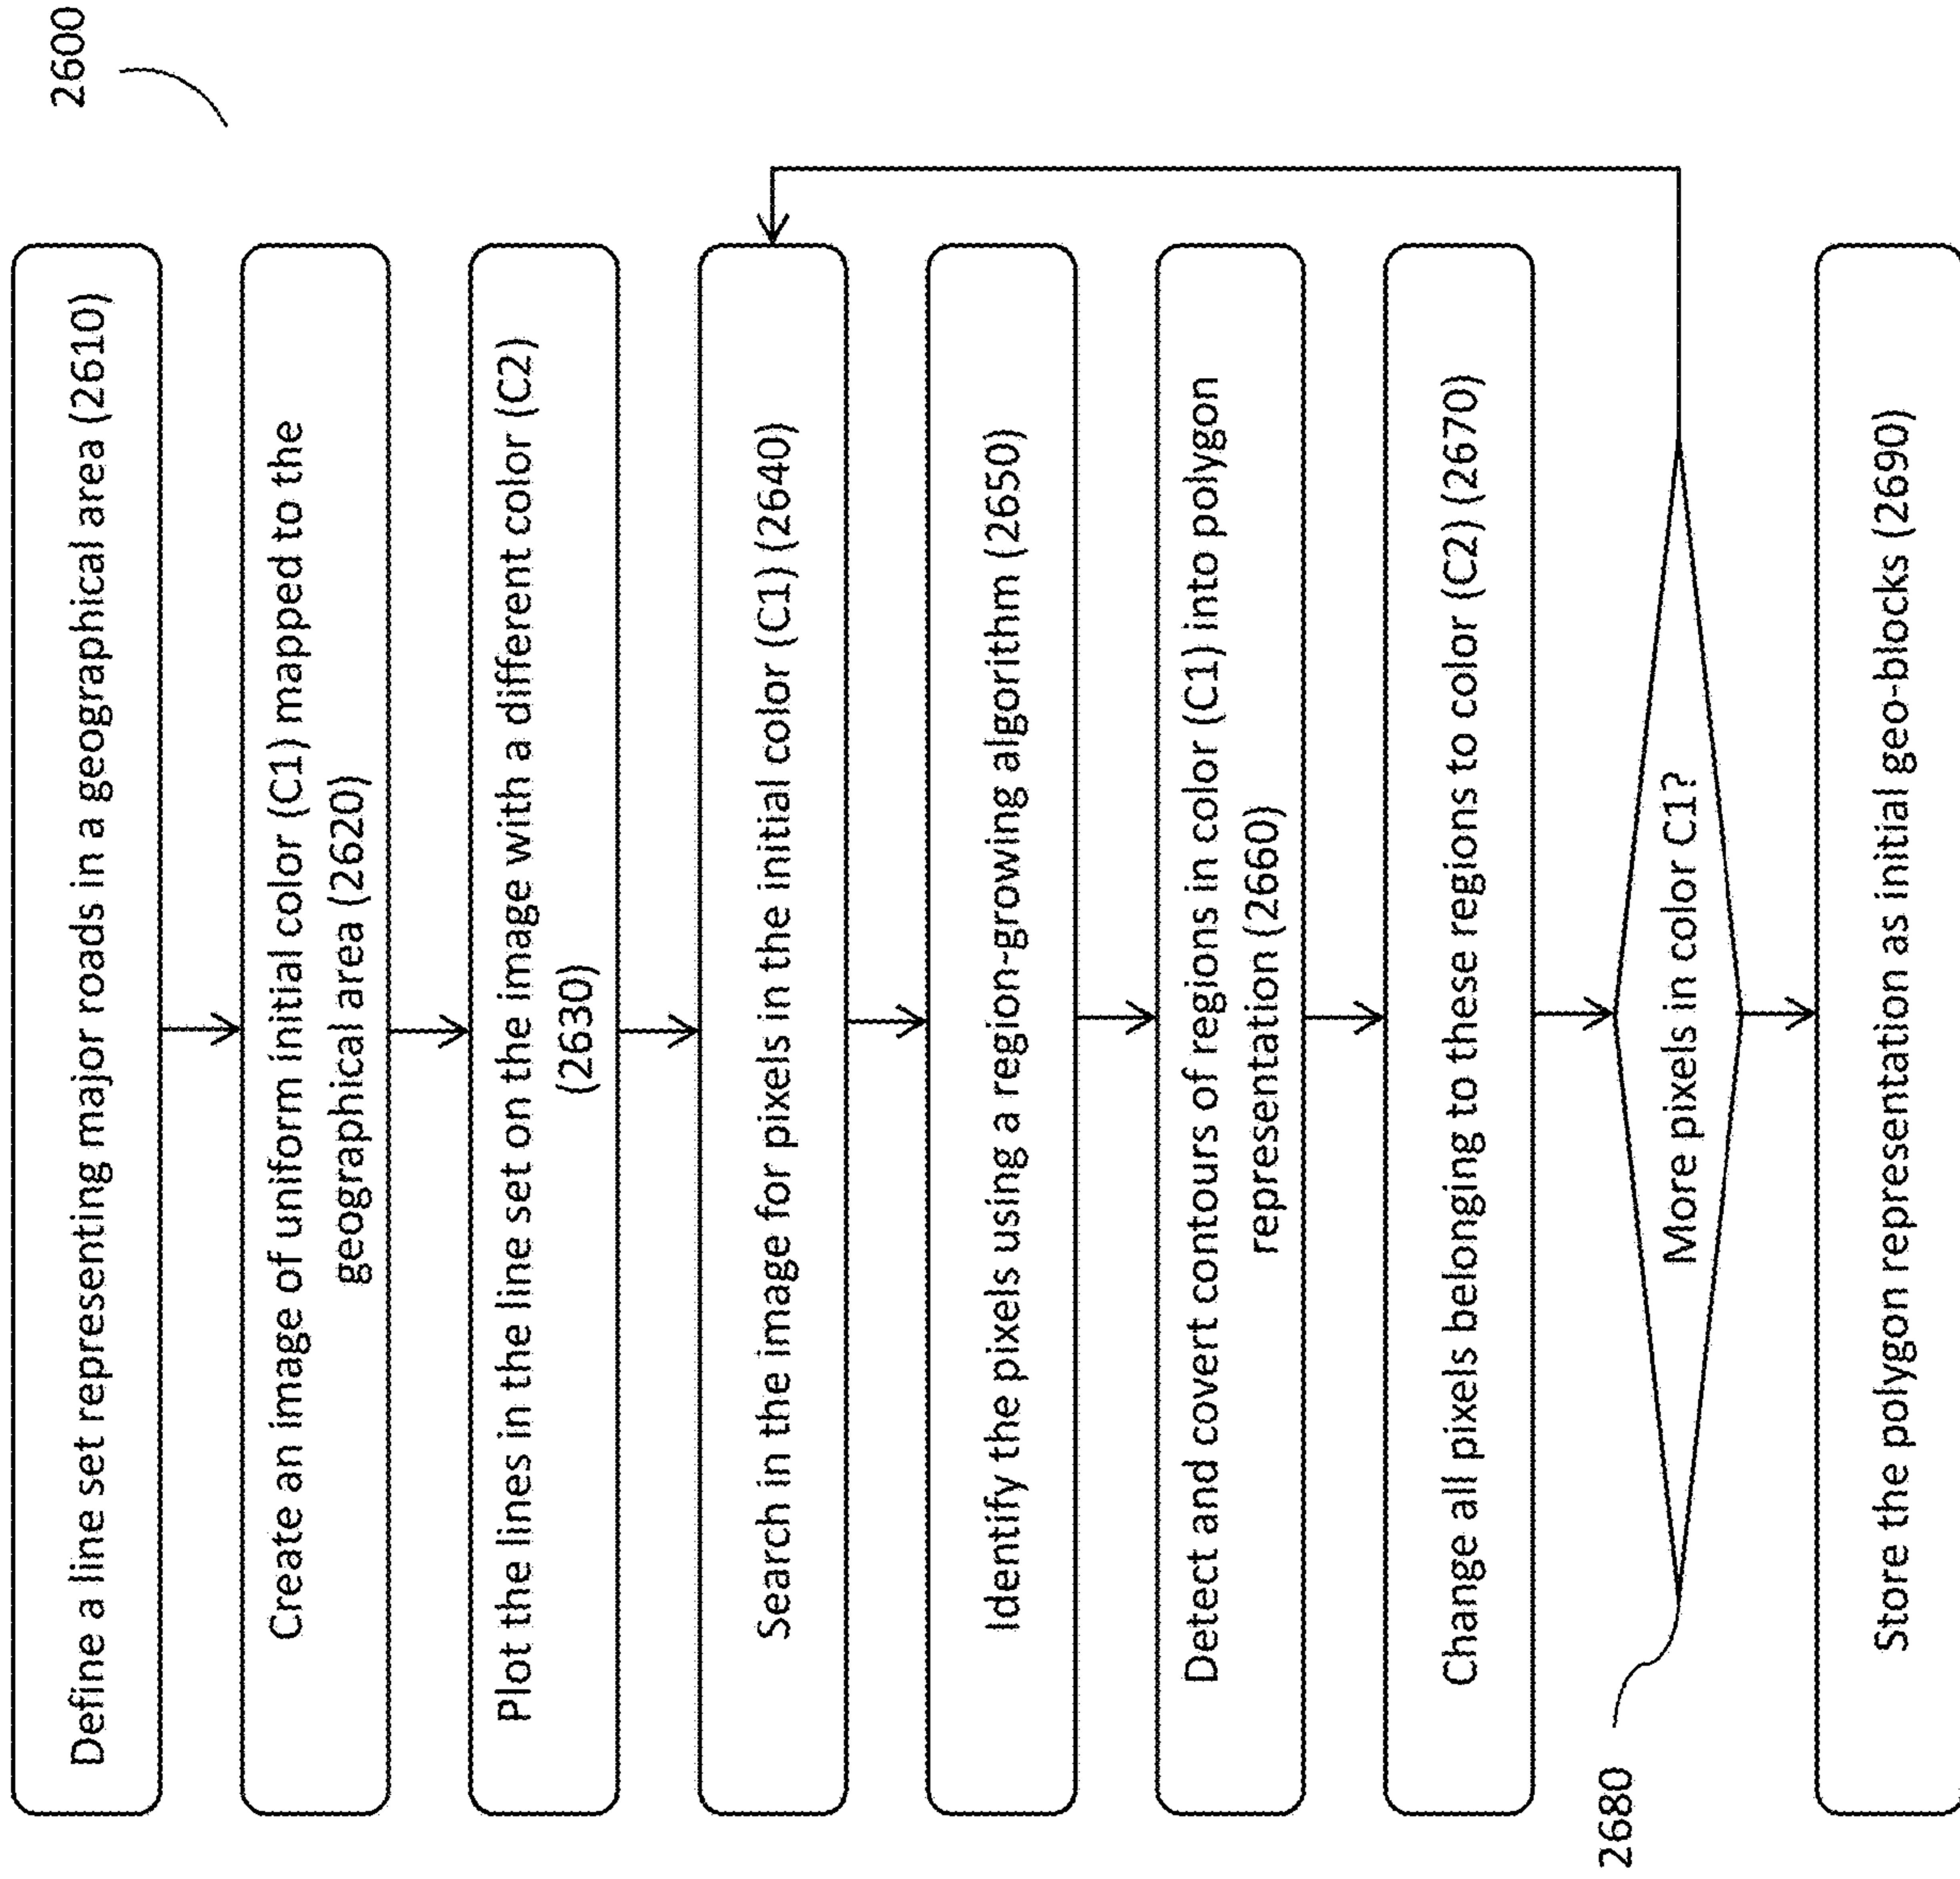 2600
Define a line set representing major roads in a geographical area (2610)
Create an image of uniform initial color (C1) mapped to the
geographical area (2620)
Plot the lines in the line set on the image with a different color (C2)
(2630)
Search in the image for pixels in the initial color (C1) (2640)
Identify the pixels using a region-growing algorithm (2650)
Detect and covert contours of regions in color (C1) into polygon
representation (2660)
Change all pixels belonging to these regions to color (C2) (2670)
2680
More pixels in color C1?
Store the polygon representation as initial geo-blocks (2690)